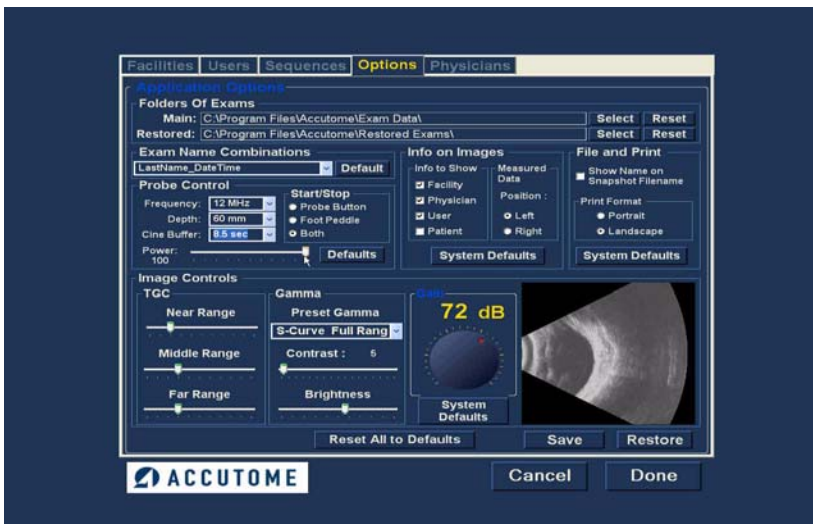 Facilities Users Sequences Options Physicians
Application Options
Folders Of Exams
Main: C:\Program Files\Accutome\Exam Data\ Select Reset
Restored: C:\Program Files\Accutome\Restored Exams\ Select Reset
Exam Name Combinations
LastName_DateTime Default
Probe Control
Frequency: 12 MHz
Depth: 60 mm
Cine Buffer: 8.5 sec
Start/Stop
Probe Button
Foot Peddle
Both
Power: 100
Defaults
Info on Images
Info to Show
Facility
Physician
User
Patient
Measured Data
Position :
Left
Right
System Defaults
File and Print
Show Name on
Snapshot Filename
Print Format
Portrait
Landscape
System Defaults
Image Controls
TGC
Near Range
Middle Range
Far Range
Gamma
Preset Gamma
S-Curve Full Rang
Contrast : 6
Brightness
Gain
72 dB
System
Defaults
Reset All to Defaults Save Restore
ACCUTOME Cancel Done